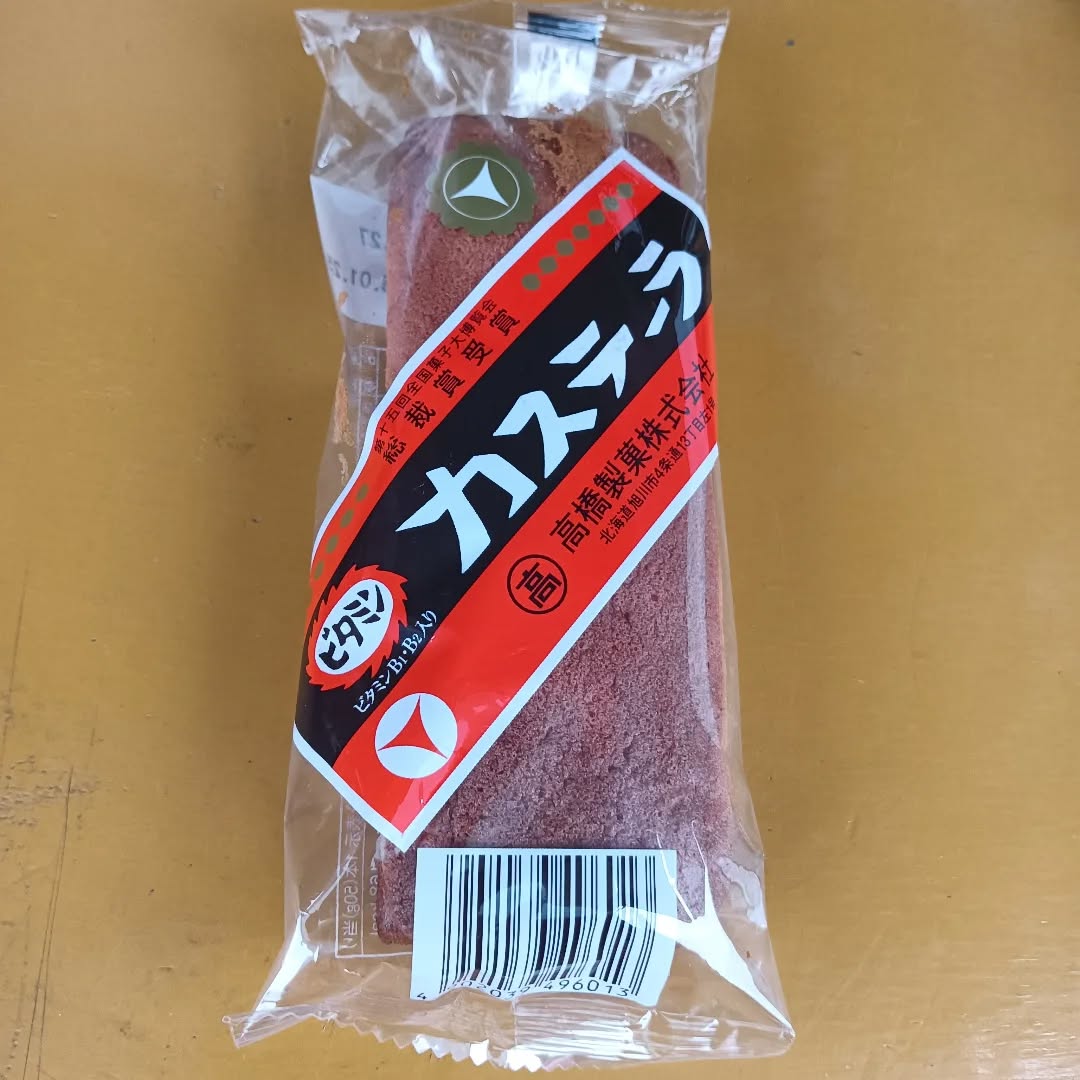 第十五回全国菓子大博覧会
総裁賞受賞
カステラ
高
高橋製菓株式会社
北海道旭川市4条通13丁目左
ビタミン
ビタミンB1・B2入り
496013